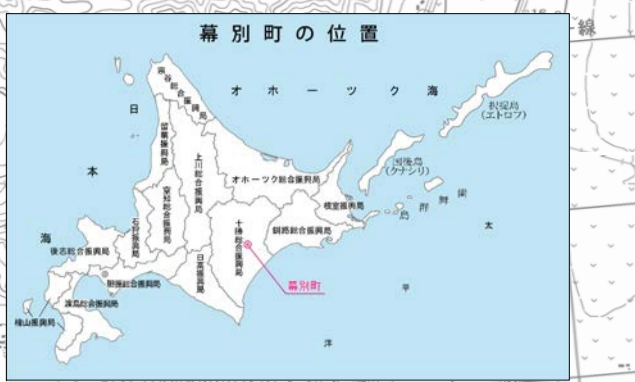 幕別町の位置
オホーツク海
日本海
太平洋
宗谷総合振興局
留萌振興局
上川総合振興局
オホーツク総合振興局
空知総合振興局
石狩振興局
後志総合振興局
胆振総合振興局
渡島総合振興局
檜山振興局
日高振興局
十勝総合振興局
釧路総合振興局
根室振興局
幕別町
択捉島
(エトロフ)
国後島
(クナシリ)
歯舞群島
線